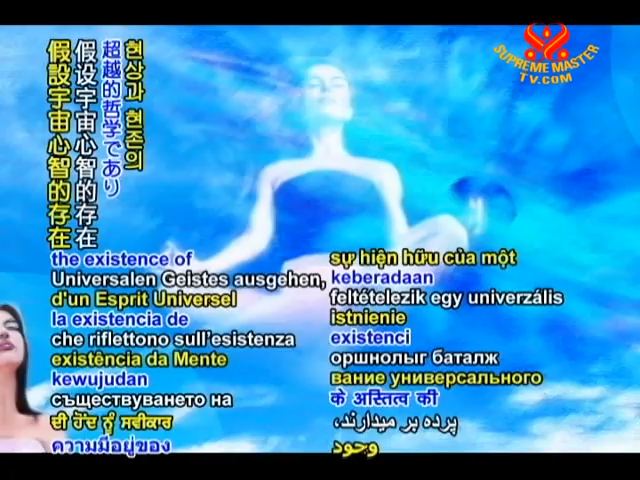 SUPREME MASTER
TV.COM
假設宇宙心智的存在
假设宇宙心智的存在
超越的哲学であり
현상과 현존의
the existence of
Universalen Geistes ausgehen,
d'un Esprit Universel
la existencia de
che riflettono sull'esistenza
existência da Mente
kewujudan
съществуването на
ਦੀ ਹੋਂਦ ਨੂੰ ਸਵੀਕਾਰ
ความมีอยู่ของ
sự hiện hữu của một
keberadaan
feltételezik egy univerzális
istnienie
existenci
оршнолыг баталж
вание универсального
के अस्तित्व की
پرده بر میدارند،
وجود